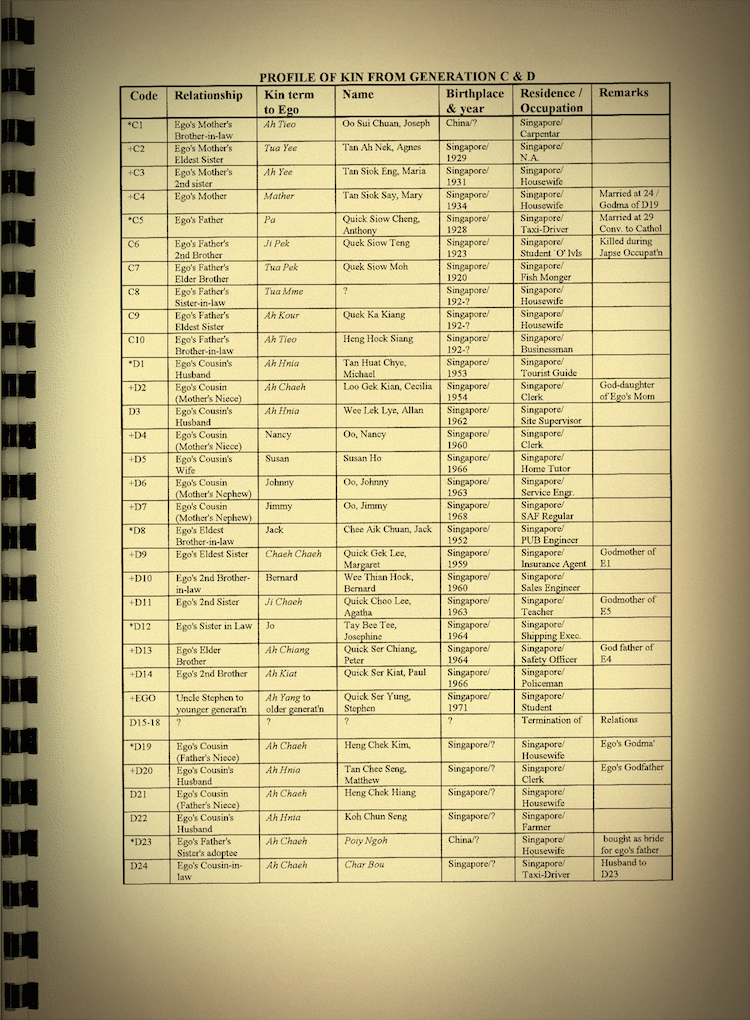 PROFILE OF KIN FROM GENERATION C & D
Code Relationship Kin term Name Birthplace Residence / Remarks
to Ego & year Occupation
*C1 Ego's Mother's Ah Tieo Oo Sui Chuan, Joseph China/? Singapore/
Brother-in-law Carpentar
+C2 Ego's Mother's Tua Yee Tan Ah Nek, Agnes Singapore/ Singapore/
Eldest Sister 1929 N.A.
+C3 Ego's Mother's Ah Yee Tan Siok Eng, Maria Singapore/ Singapore/
2nd sister 1931 Housewife
+C4 Ego's Mother Mather Tan Siok Say, Mary Singapore/ Singapore/ Married at 24 /
1934 Housewife Godma of D19
*C5 Ego's Father Pa Quick Siow Cheng, Singapore/ Singapore/ Married at 29
Anthony 1928 Taxi-Driver Conv. to Cathol
C6 Ego's Father's Ji Pek Quek Siow Teng Singapore/ Singapore/ Killed during
2nd Brother 1923 Student `O' lvls Japse Occupat'n
C7 Ego's Father's Tua Pek Quek Siow Moh Singapore/ Singapore/
Elder Brother 1920 Fish Monger
C8 Ego's Father's Tua Mme ? Singapore/ Singapore/
Sister-in-law 192-? Housewife
C9 Ego's Father's Ah Kour Quek Ka Kiang Singapore/ Singapore/
Eldest Sister 192-? Housewife
C10 Ego's Father's Ah Tieo Heng Hock Siang Singapore/ Singapore/
Brother-in-law 192-? Businessman
*D1 Ego's Cousin's Ah Hnia Tan Huat Chye, Singapore/ Singapore/
Husband Michael 1953 Tourist Guide
+D2 Ego's Cousin Ah Chaeh Loo Gek Kian, Cecilia Singapore/ Singapore/ God-daughter
(Mother's Niece) 1954 Clerk of Ego's Mom
D3 Ego's Cousin's Ah Hnia Wee Lek Lye, Allan Singapore/ Singapore/
Husband 1962 Site Supervisor
+D4 Ego's Cousin Nancy Oo, Nancy Singapore/ Singapore/
(Mother's Niece) 1960 Clerk
+D5 Ego's Cousin's Susan Susan Ho Singapore/ Singapore/
Wife 1966 Home Tutor
+D6 Ego's Cousin Johnny Oo, Johnny Singapore/ Singapore/
(Mother's Nephew) 1963 Service Engr.
+D7 Ego's Cousin Jimmy Oo, Jimmy Singapore/ Singapore/
(Mother's Nephew) 1968 SAF Regular
*D8 Ego's Eldest Jack Chee Aik Chuan, Jack Singapore/ Singapore/
Brother-in-law 1952 PUB Engineer
+D9 Ego's Eldest Sister Chaeh Chaeh Quick Gek Lee, Singapore/ Singapore/ Godmother of
Margaret 1959 Insurance Agent E1
+D10 Ego's 2nd Brother- Bernard Wee Thian Hock, Singapore/ Singapore/
in-law Bernard 1960 Sales Engineer
+D11 Ego's 2nd Sister Ji Chaeh Quick Choo Lee, Singapore/ Singapore/ Godmother of
Agatha 1963 Teacher E5
*D12 Ego's Sister in Law Jo Tay Bee Tee, Singapore/ Singapore/
Josephine 1964 Shipping Exec.
+D13 Ego's Elder Ah Chiang Quick Ser Chiang, Singapore/ Singapore/ God father of
Brother Peter 1964 Safety Officer E4
+D14 Ego's 2nd Brother Ah Kiat Quick Ser Kiat, Paul Singapore/ Singapore/
1966 Policeman
+EGO Uncle Stephen to Ah Yang to Quick Ser Yung, Singapore/ Singapore/
younger generat'n older generat'n Stephen 1971 Student
D15-18 ? ? ? ? Termination of Relations
*D19 Ego's Cousin Ah Chaeh Heng Chek Kim, Singapore/? Singapore/ Ego's Godma'
(Father's Niece) Housewife
+D20 Ego's Cousin's Ah Hnia Tan Chee Seng, Singapore/? Singapore/ Ego's Godfather
Husband Matthew Clerk
D21 Ego's Cousin Ah Chaeh Heng Chek Hiang Singapore/? Singapore/
(Father's Niece) Housewife
D22 Ego's Cousin's Ah Hnia Koh Chun Seng Singapore/? Singapore/
Husband Farmer
*D23 Ego's Father's Ah Chaeh Poiy Ngoh China/? Singapore/ bought as bride
Sister's adoptee Housewife for ego's father
D24 Ego's Cousin-in- Ah Chaeh Char Bou Singapore/? Singapore/ Husband to
law Taxi-Driver D23